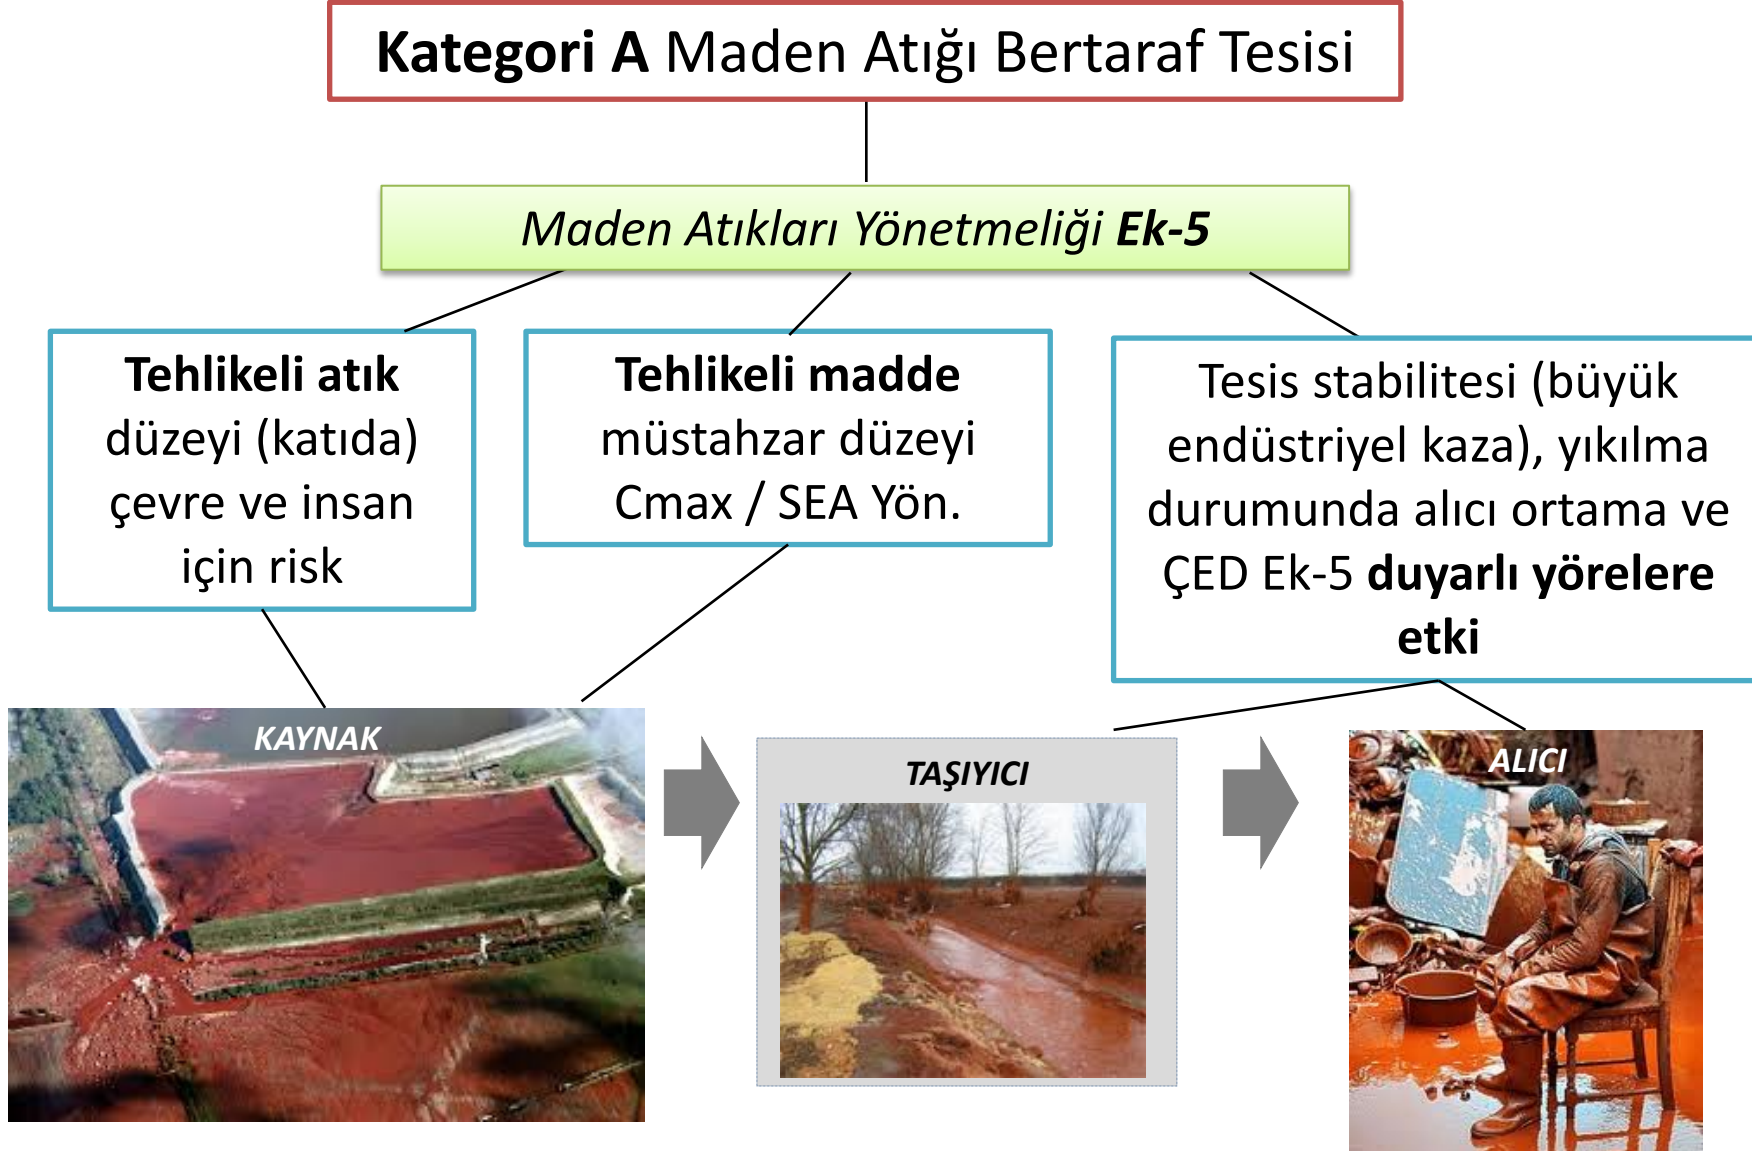 Kategori A Maden Atığı Bertaraf Tesisi
Maden Atıkları Yönetmeliği Ek-5
Tehlikeli atık
düzeyi (katıda)
çevre ve insan
için risk
Tehlikeli madde
müstahzar düzeyi
Cmax / SEA Yön.
Tesis stabilitesi (büyük
endüstriyel kaza), yıkılma
durumunda alıcı ortama ve
ÇED Ek-5 duyarlı yörelere
etki
KAYNAK
TAŞIYICI
ALICI